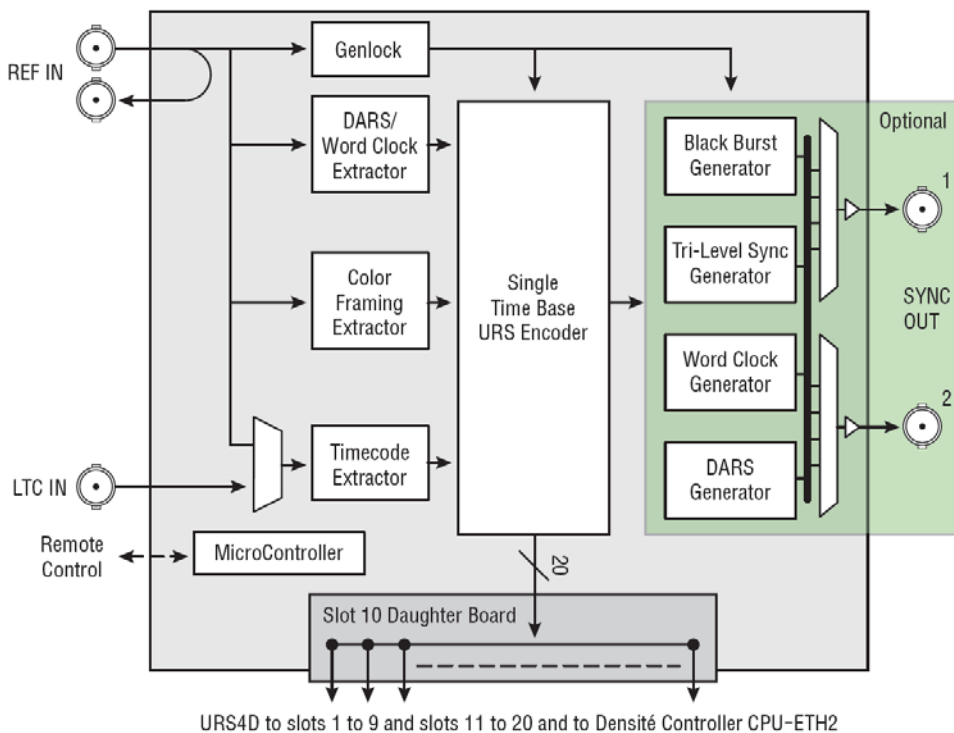 REF IN
Genlock
DARS/
Word Clock
Extractor
Color
Framing
Extractor
LTC IN
Timecode
Extractor
Remote
Control
MicroController
Single
Time Base
URS Encoder
20
Optional
Black Burst
Generator
Tri-Level Sync
Generator
Word Clock
Generator
DARS
Generator
1
SYNC
OUT
2
Slot 10 Daughter Board
URS4D to slots 1 to 9 and slots 11 to 20 and to Densité Controller CPU-ETH2